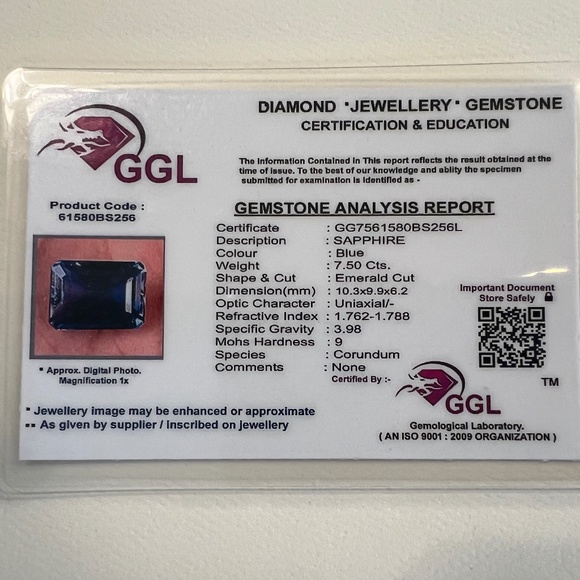 GGL
DIAMOND "JEWELLERY" GEMSTONE
CERTIFICATION & EDUCATION
The Information Contained in This report reflects the result obtained at the
time of issue. To the best of our knowledge and ablity the specimen
submitted for examination is identified as -
Product Code :
61580BS256
GEMSTONE ANALYSIS REPORT
Certificate : GG7561580BS256L
Description : SAPPHIRE
Colour : Blue
Weight : 7.50 Cts.
Shape & Cut : Emerald Cut
Dimension(mm) : 10.3x9.9x6.2
Optic Character : Uniaxial/-
Refractive Index : 1.762-1.788
Specific Gravity : 3.98
Mohs Hardness : 9
Species : Corundum
Comments : None
Important Document
Store Safely
* Approx. Digital Photo.
Magnification 1x
Certified By :-
GGL
TM
Gemological Laboratory.
( AN ISO 9001 : 2009 ORGANIZATION )
* Jewellery image may be enhanced or approximate
** As given by supplier / Inscribed on jewellery